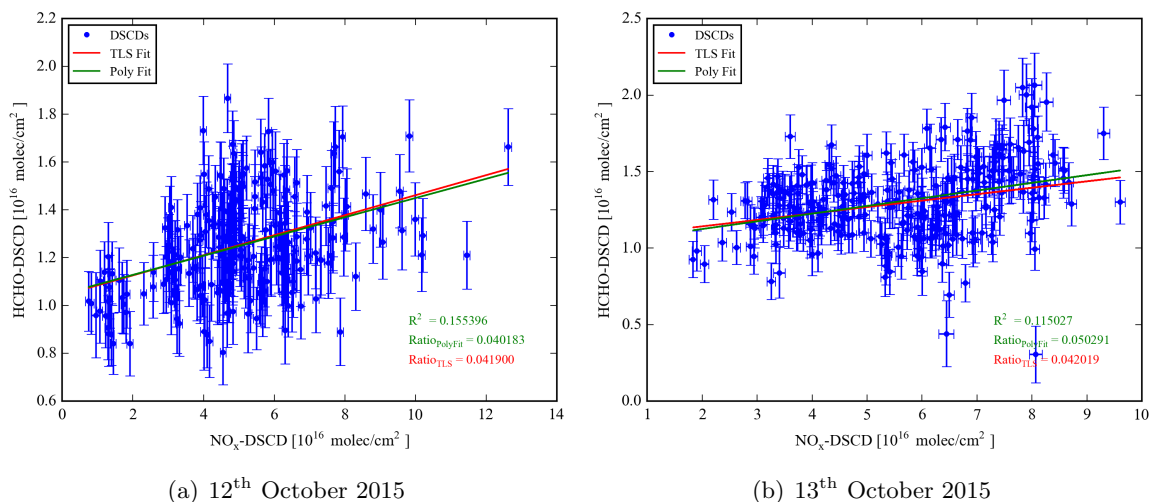 DSCDs
TLS Fit
Poly Fit
HCHO-DSCD [10^16 molec/cm^2 ]
2.2
2.0
1.8
1.6
1.4
1.2
1.0
0.8
0.6
R^2 = 0.155396
Ratio_PolyFit = 0.040183
Ratio_TLS = 0.041900
0 2 4 6 8 10 12 14
NO_x-DSCD [10^16 molec/cm^2 ]
(a) 12^th October 2015
DSCDs
TLS Fit
Poly Fit
HCHO-DSCD [10^16 molec/cm^2 ]
2.5
2.0
1.5
1.0
0.5
0.0
R^2 = 0.115027
Ratio_PolyFit = 0.050291
Ratio_TLS = 0.042019
1 2 3 4 5 6 7 8 9 10
NO_x-DSCD [10^16 molec/cm^2 ]
(b) 13^th October 2015